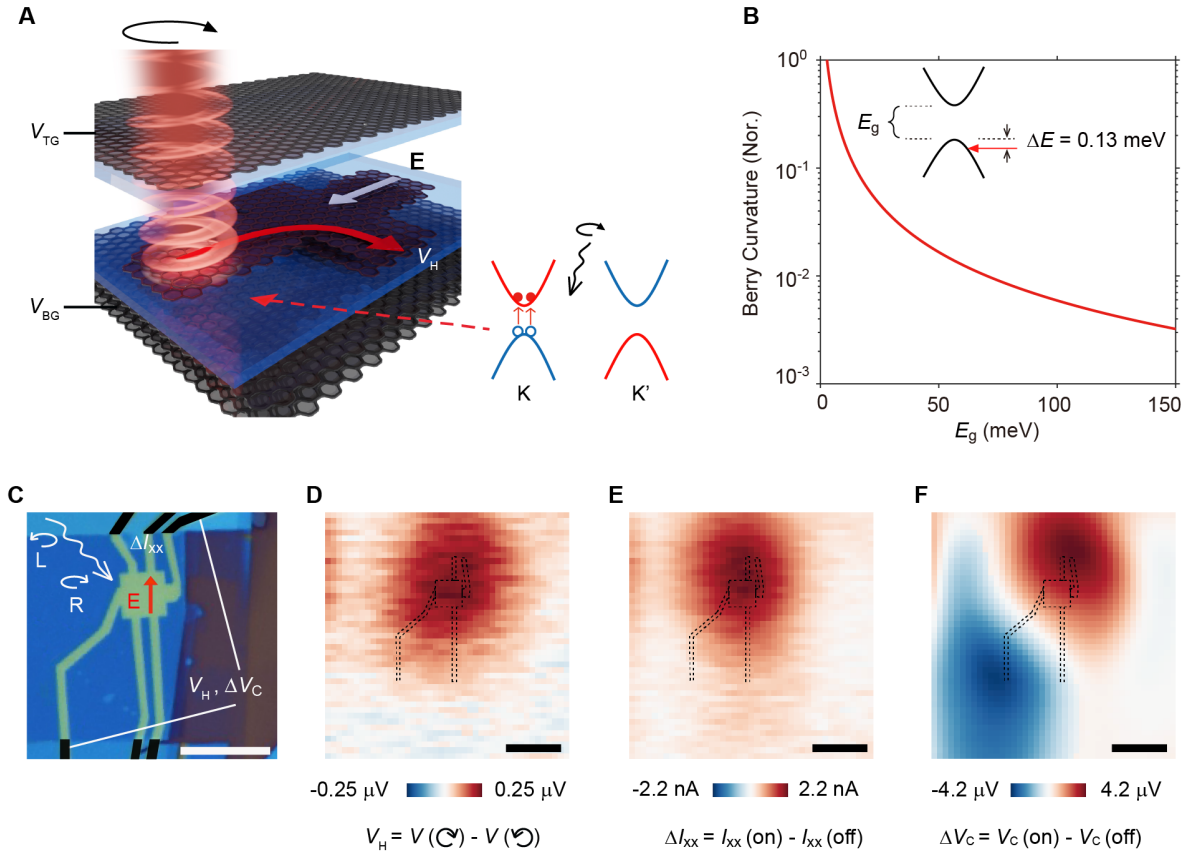 A
V_TG
E
V_H
V_BG
K
K’
B
Berry Curvature (Nor.)
10^0
10^-1
10^-2
10^-3
E_g
ΔE = 0.13 meV
0
50
100
150
E_g (meV)
C
L
R
ΔI_xx
E
V_H , ΔV_C
D
-0.25 μV
0.25 μV
V_H = V (↻) - V (↺)
E
-2.2 nA
2.2 nA
ΔI_xx = I_xx (on) - I_xx (off)
F
-4.2 μV
4.2 μV
ΔV_C = V_C (on) - V_C (off)